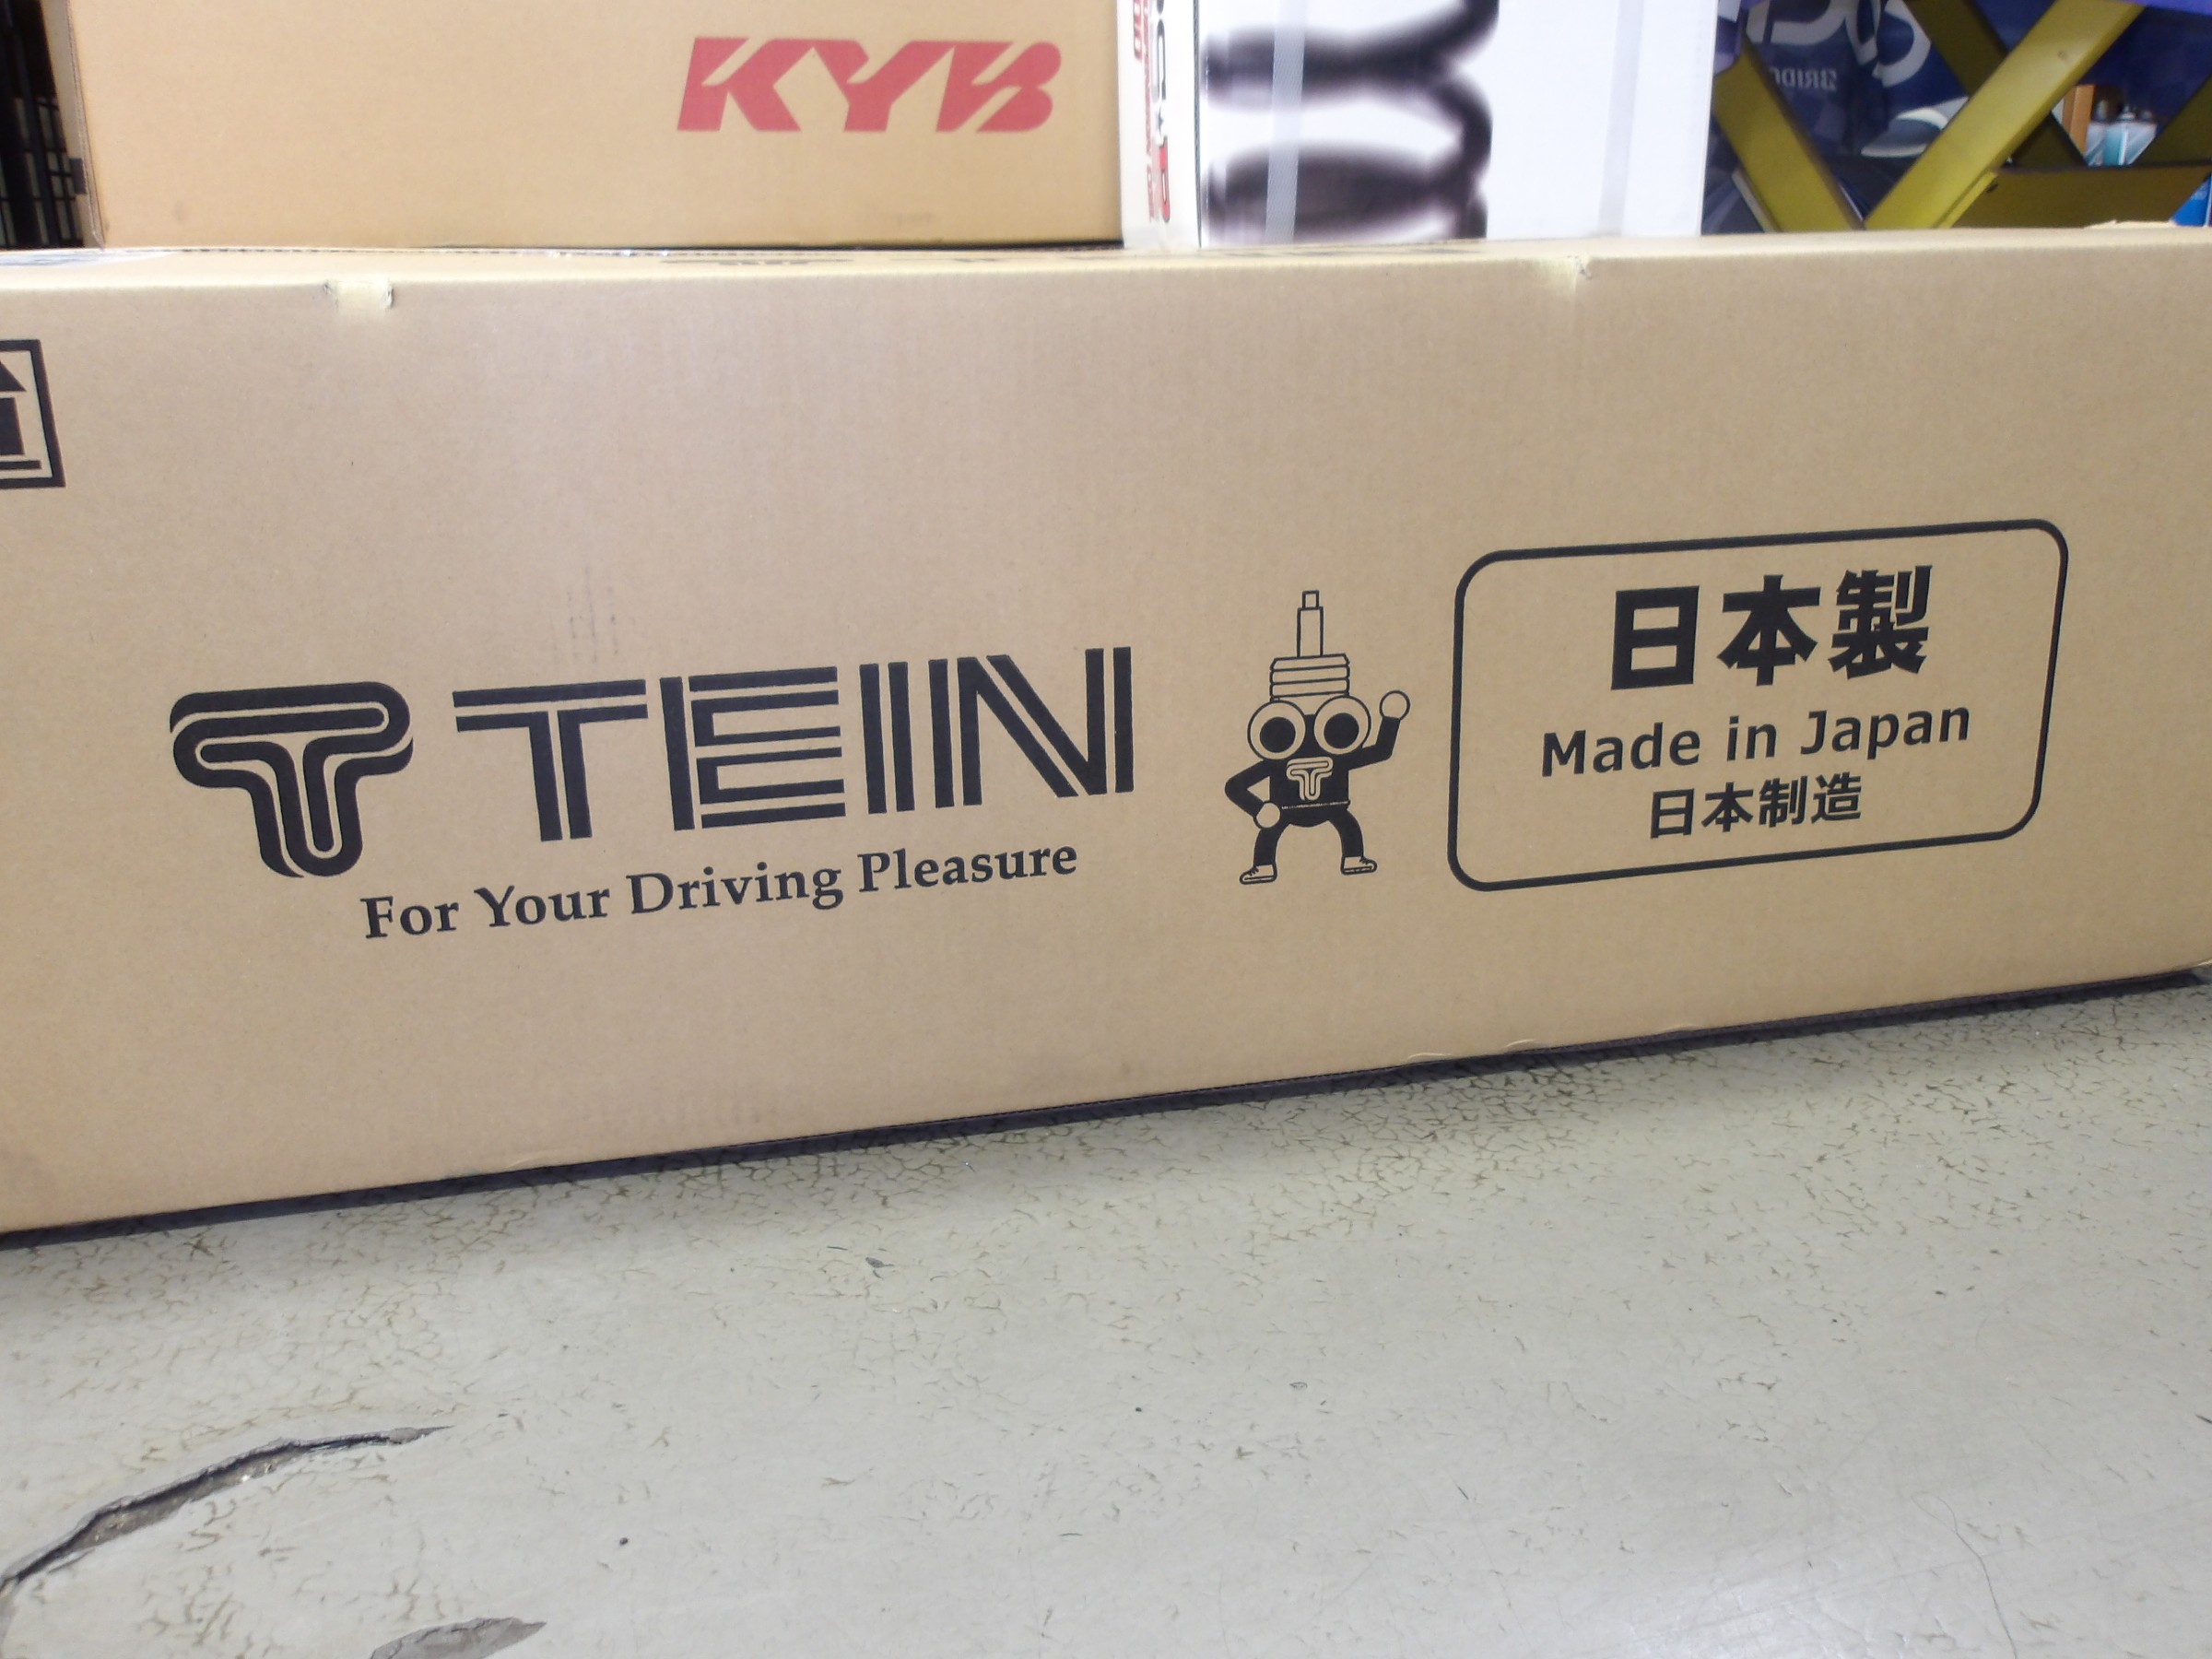 KYB
TEIN
For Your Driving Pleasure
日本製
Made in Japan
日本制造